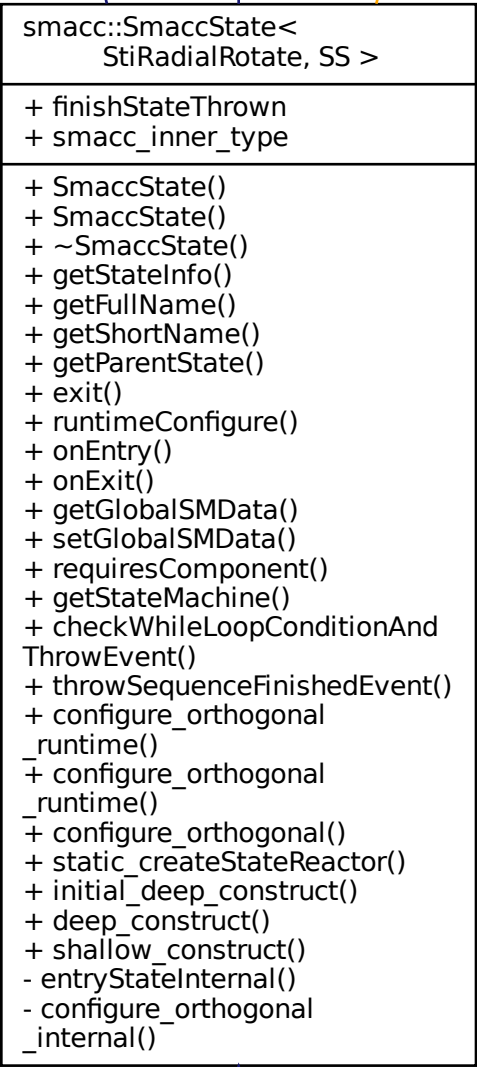 smacc::SmaccState<
StiRadialRotate, SS >
+ finishStateThrown
+ smacc_inner_type
+ SmaccState()
+ SmaccState()
+ ~SmaccState()
+ getStateInfo()
+ getFullName()
+ getShortName()
+ getParentState()
+ exit()
+ runtimeConfigure()
+ onEntry()
+ onExit()
+ getGlobalSMData()
+ setGlobalSMData()
+ requiresComponent()
+ getStateMachine()
+ checkWhileLoopConditionAnd
ThrowEvent()
+ throwSequenceFinishedEvent()
+ configure_orthogonal
_runtime()
+ configure_orthogonal
_runtime()
+ configure_orthogonal()
+ static_createStateReactor()
+ initial_deep_construct()
+ deep_construct()
+ shallow_construct()
- entryStateInternal()
- configure_orthogonal
_internal()